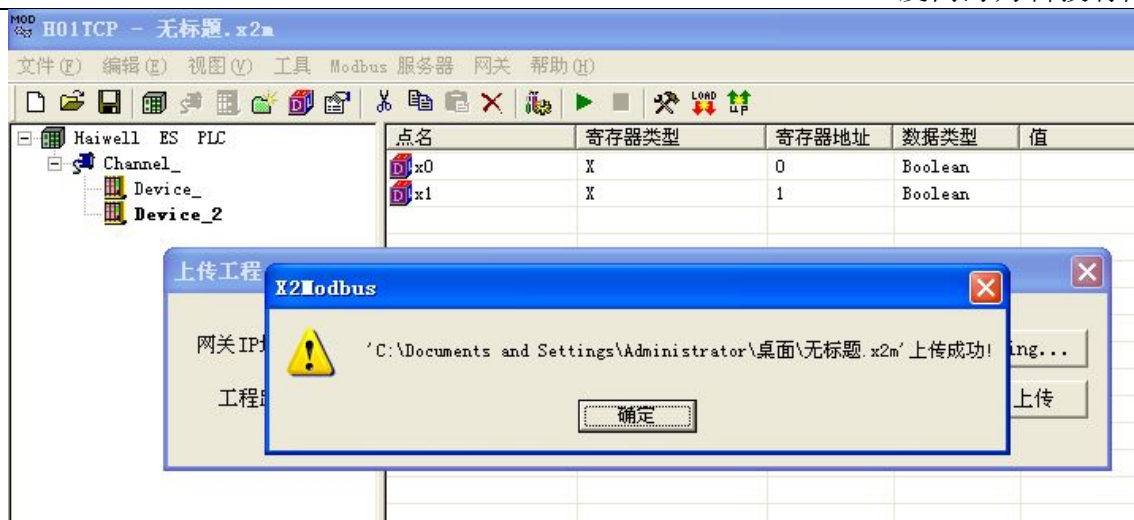 H01TCP - 无标题.x2m
文件(F) 编辑(E) 视图(V) 工具 Modbus 服务器 网关 帮助(H)
LOAD
Haiwell ES PLC
Channel_
Device_
Device_2
点名 寄存器类型 寄存器地址 数据类型 值
x0 X 0 Boolean
x1 X 1 Boolean
上传工程
X2Modbus
网关IP
'C:\Documents and Settings\Administrator\桌面\无标题.x2m'上传成功!
ing...
工程
上传
确定